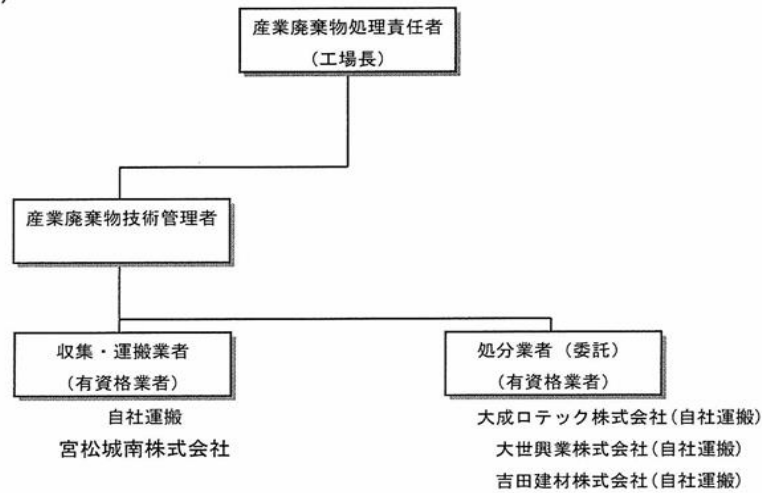 産業廃棄物処理責任者
（工場長）
産業廃棄物技術管理者
収集・運搬業者
（有資格業者）
自社運搬
宮松城南株式会社
処分業者（委託）
（有資格業者）
大成ロテック株式会社(自社運搬)
大世興業株式会社(自社運搬)
吉田建材株式会社(自社運搬)